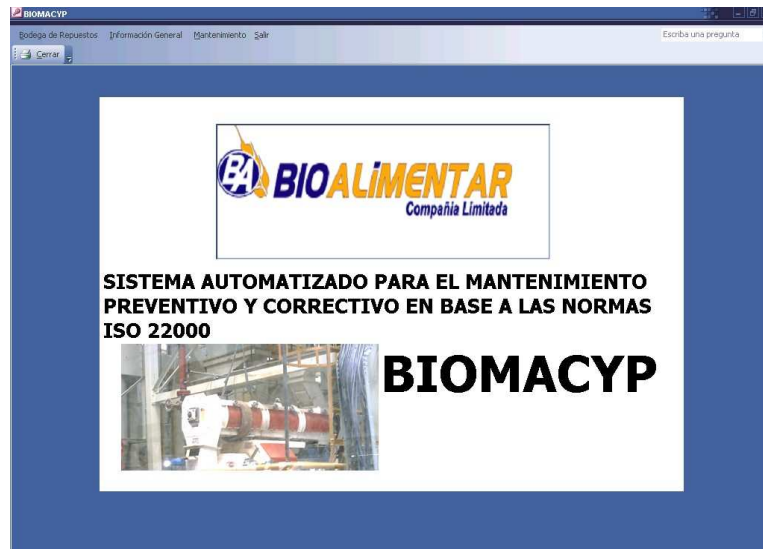 BIOMACYP
Bodega de Repuestos Información General Mantenimiento Salir
Escriba una pregunta
Cerrar
BA BIOALiMENTAR
Compañia Limitada
SISTEMA AUTOMATIZADO PARA EL MANTENIMIENTO
PREVENTIVO Y CORRECTIVO EN BASE A LAS NORMAS
ISO 22000
BIOMACYP